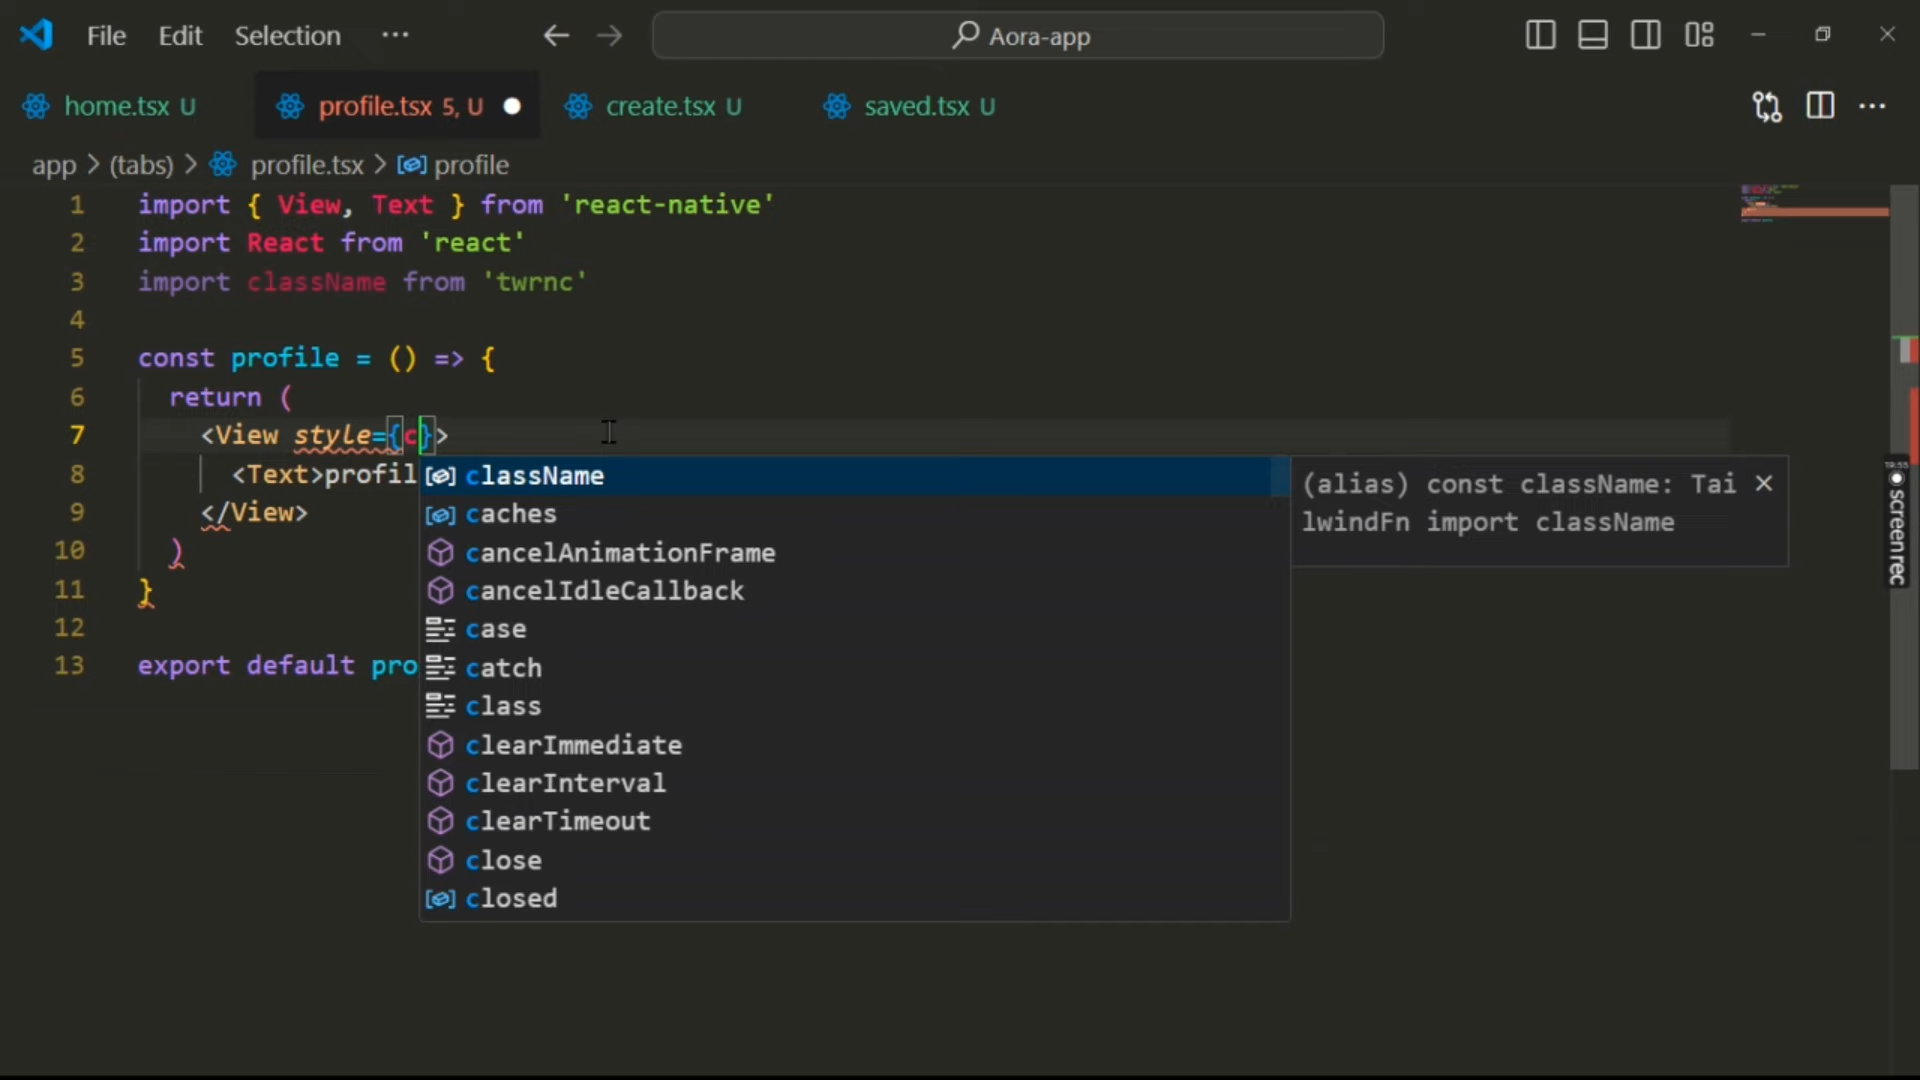 File Edit Selection ··· Aora-app
home.tsx U profile.tsx 5, U create.tsx U saved.tsx U
app > (tabs) > profile.tsx > profile
1 import { View, Text } from 'react-native'
2 import React from 'react'
3 import className from 'twrnc'
4
5 const profile = () => {
6 return (
7 <View style={c}>
8 <Text>profil
9 </View>
10 )
11 }
12
13 export default pro
className
caches
cancelAnimationFrame
cancelIdleCallback
case
catch
class
clearImmediate
clearInterval
clearTimeout
close
closed
(alias) const className: Tai
lwindFn import className
19:55
screenrec